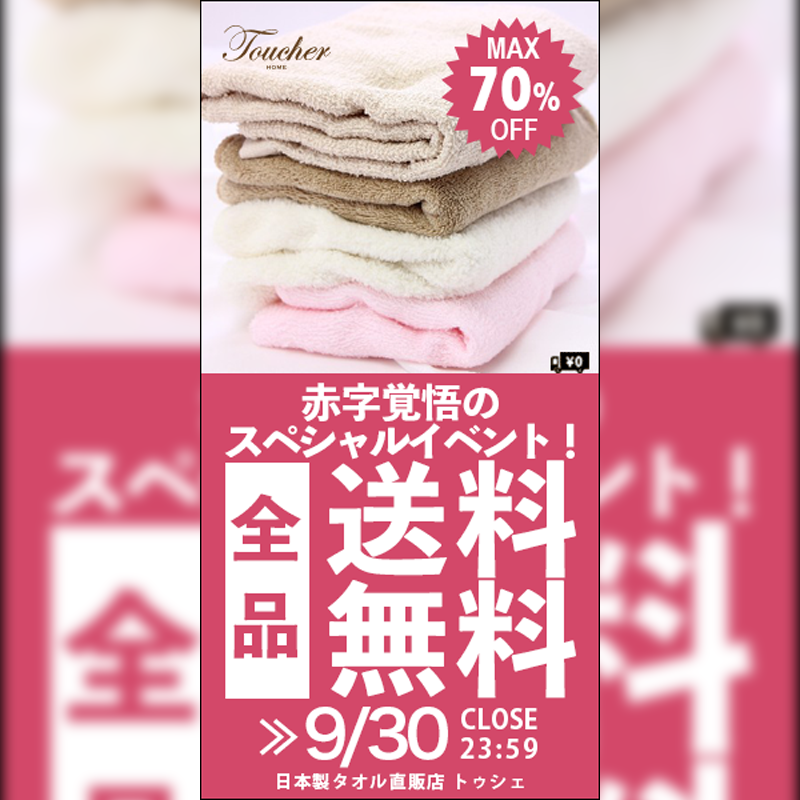 Toucher
HOME
MAX
70%
OFF
¥0
赤字覚悟の
スペシャルイベント!
全品
送料
無料
≫9/30 CLOSE 23:59
日本製タオル直販店 トゥシェ